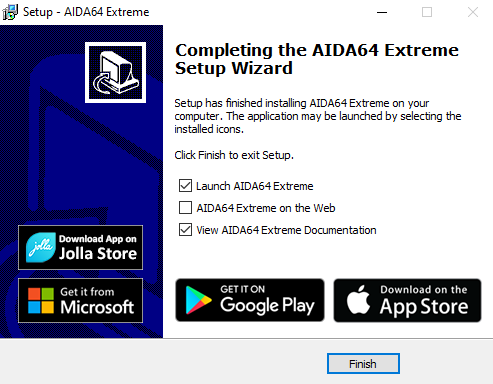 Setup - AIDA64 Extreme
Completing the AIDA64 Extreme
Setup Wizard
Setup has finished installing AIDA64 Extreme on your
computer. The application may be launched by selecting the
installed icons.
Click Finish to exit Setup.
Launch AIDA64 Extreme
AIDA64 Extreme on the Web
View AIDA64 Extreme Documentation
jolla
Download App on
Jolla Store
Get it from
Microsoft
GET IT ON
Google Play
Download on the
App Store
Finish